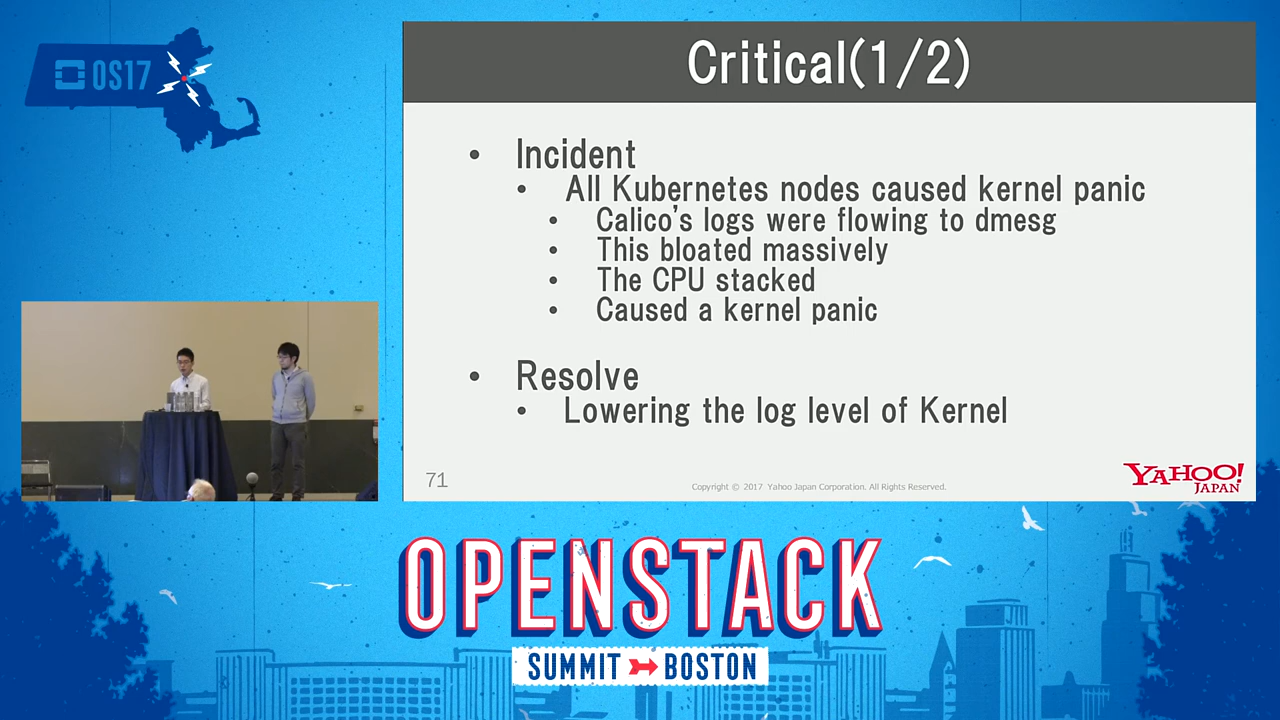 OS17
Critical(1/2)
• Incident
• All Kubernetes nodes caused kernel panic
• Calico's logs were flowing to dmesg
• This bloated massively
• The CPU stacked
• Caused a kernel panic
• Resolve
• Lowering the log level of Kernel
71
Copyright © 2017 Yahoo Japan Corporation. All Rights Reserved.
YAHOO!
JAPAN
OPENSTACK
SUMMIT BOSTON